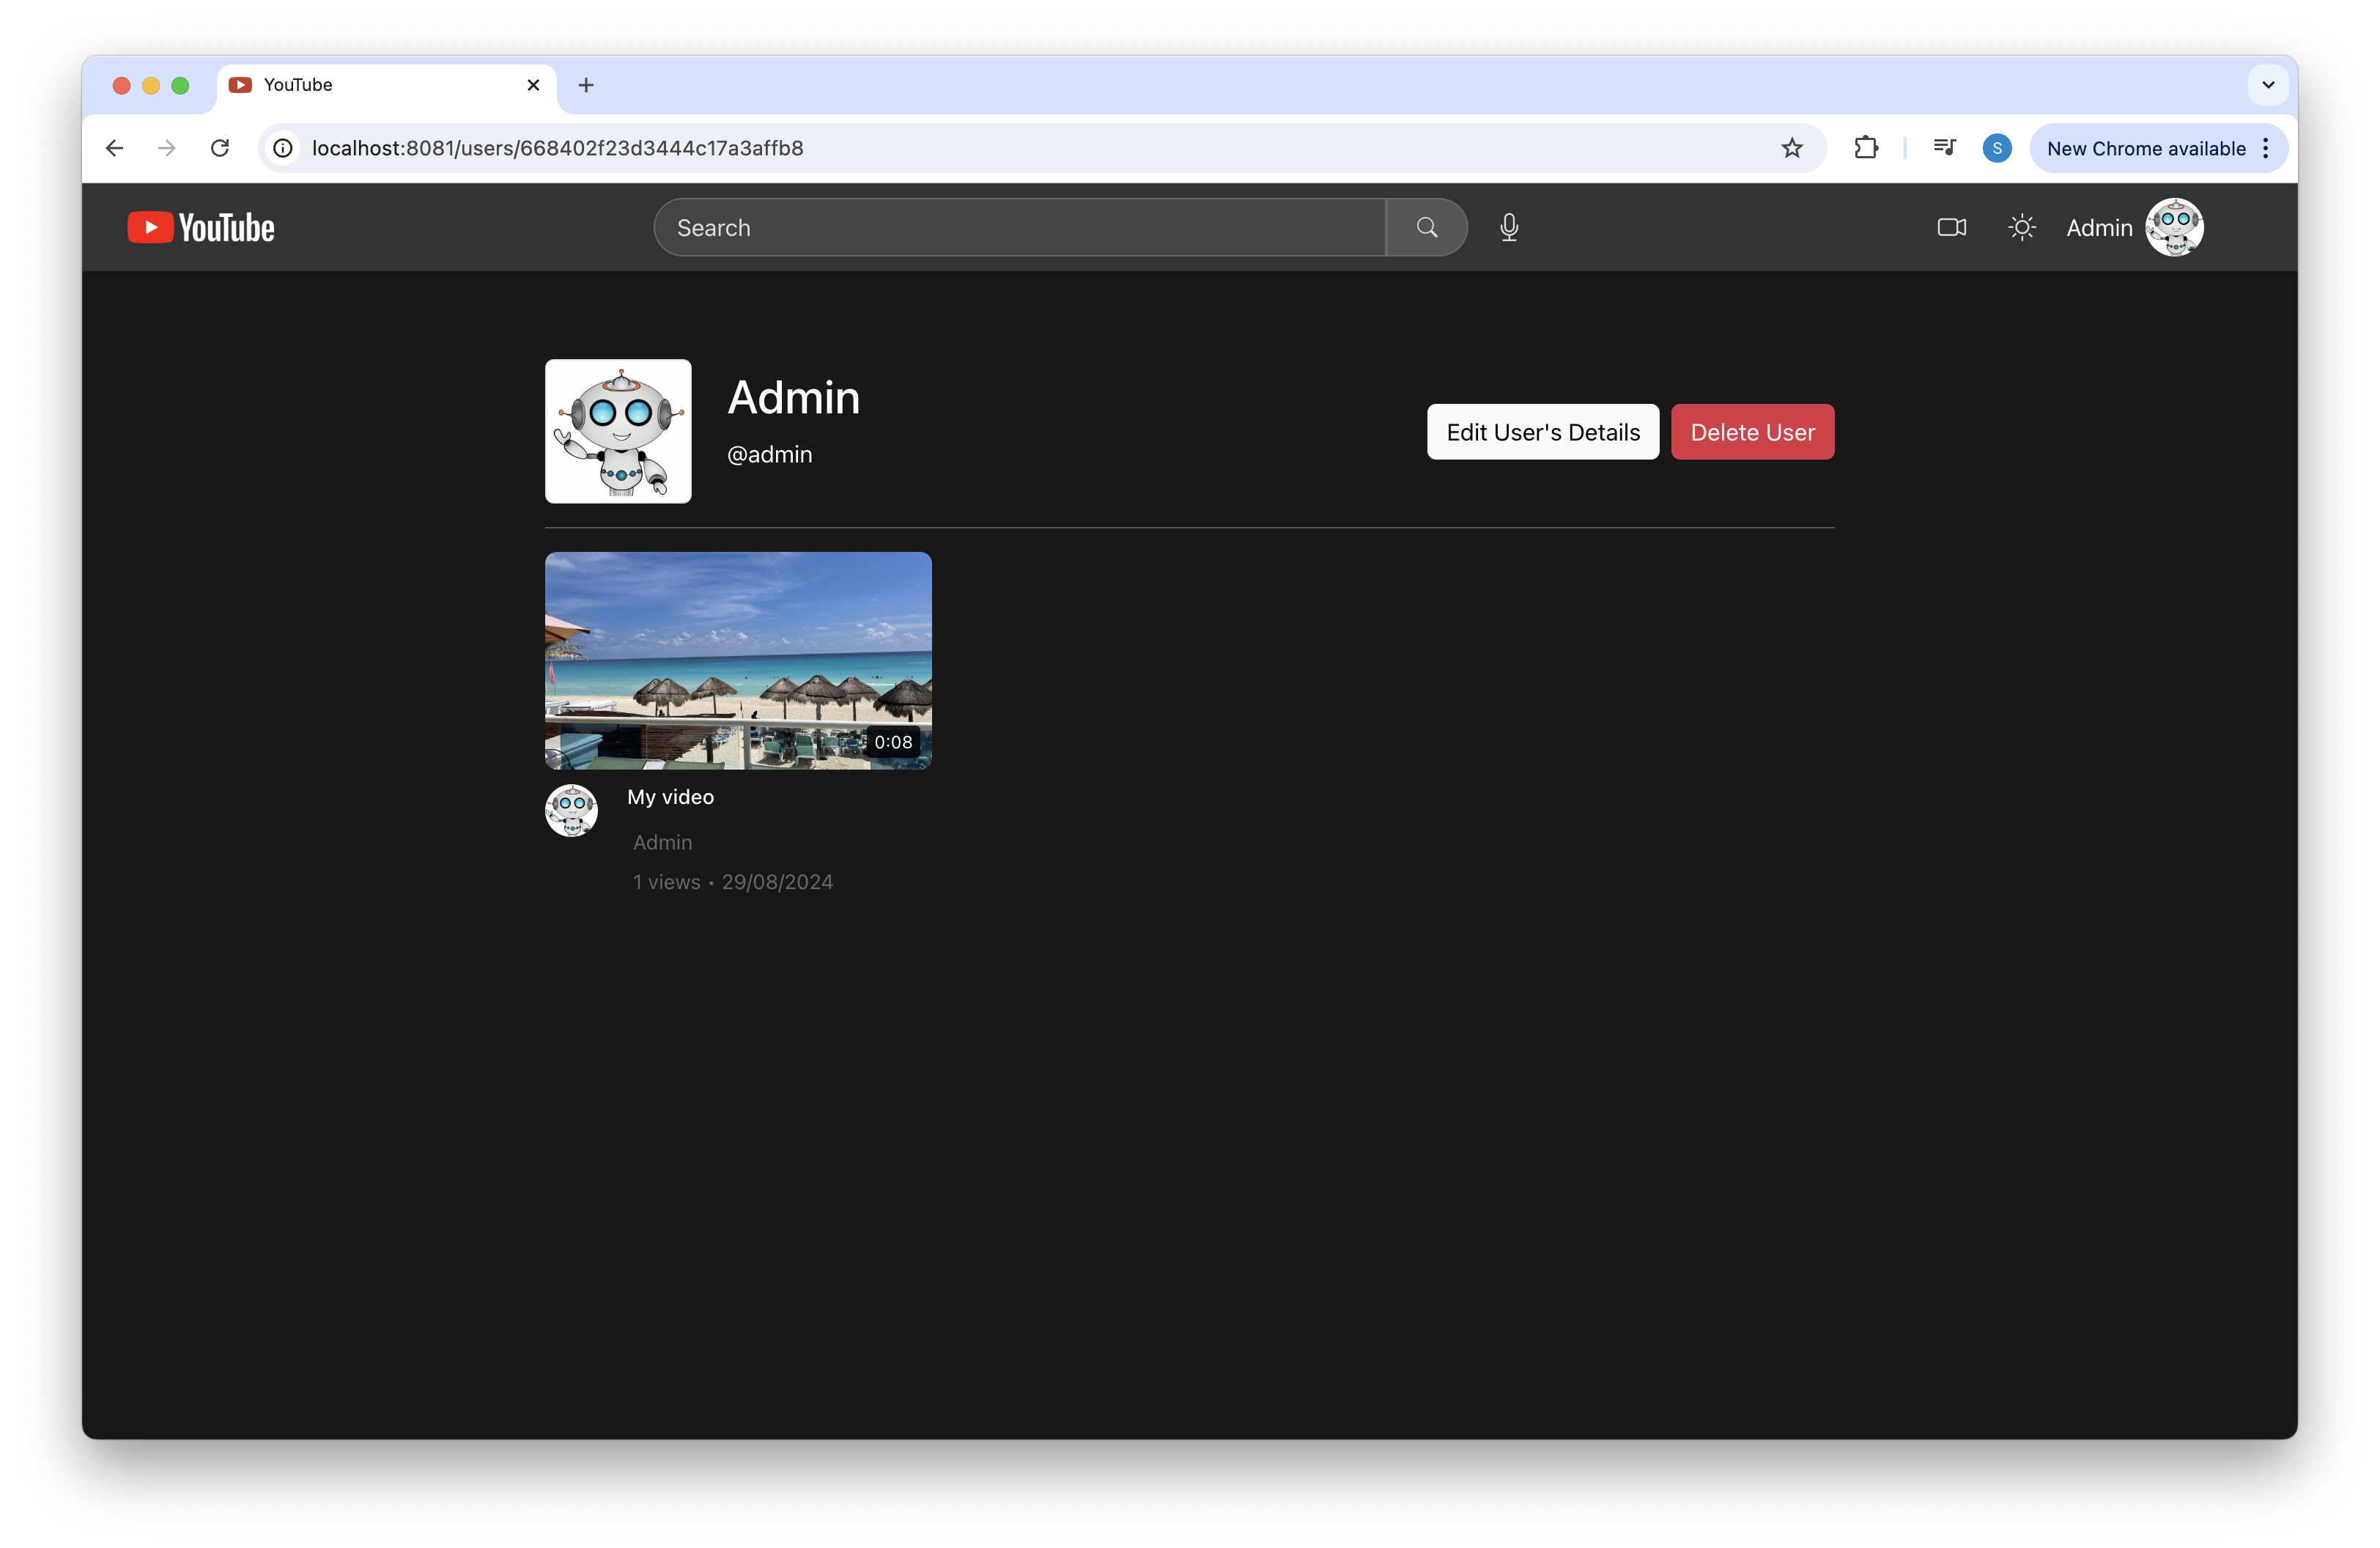 YouTube
localhost:8081/users/668402f23d3444c17a3affb8
S
New Chrome available
YouTube
Search
Admin
Admin
@admin
Edit User's Details
Delete User
0:08
My video
Admin
1 views • 29/08/2024